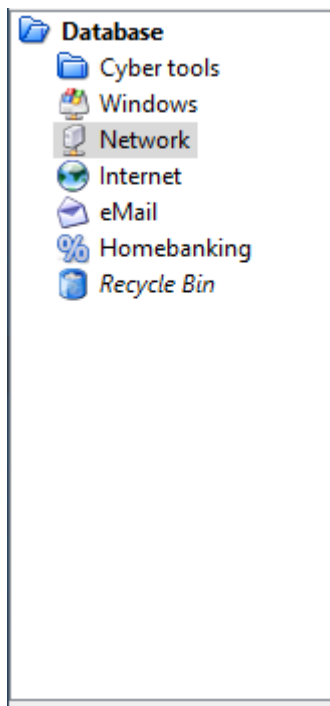 Database
Cyber tools
Windows
Network
Internet
eMail
Homebanking
Recycle Bin